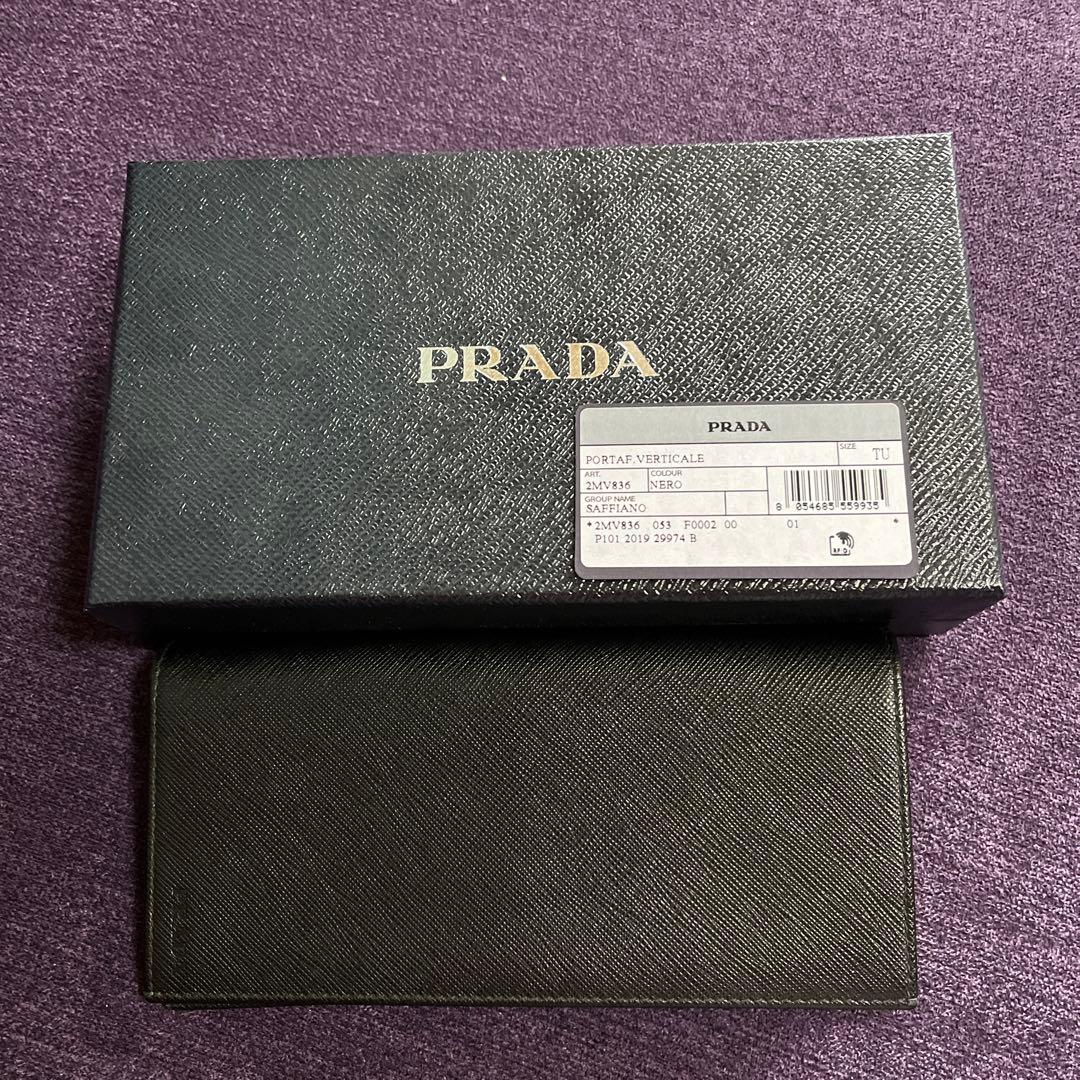 PRADA
PRADA
PORTAF.VERTICALE
SIZE
TU
ART.
2MV836
COLOUR
NERO
GROUP NAME
SAFFIANO
8 054685 559935
*2MV836 053 F0002 00 01 *
P101 2019 29974 B
RFID